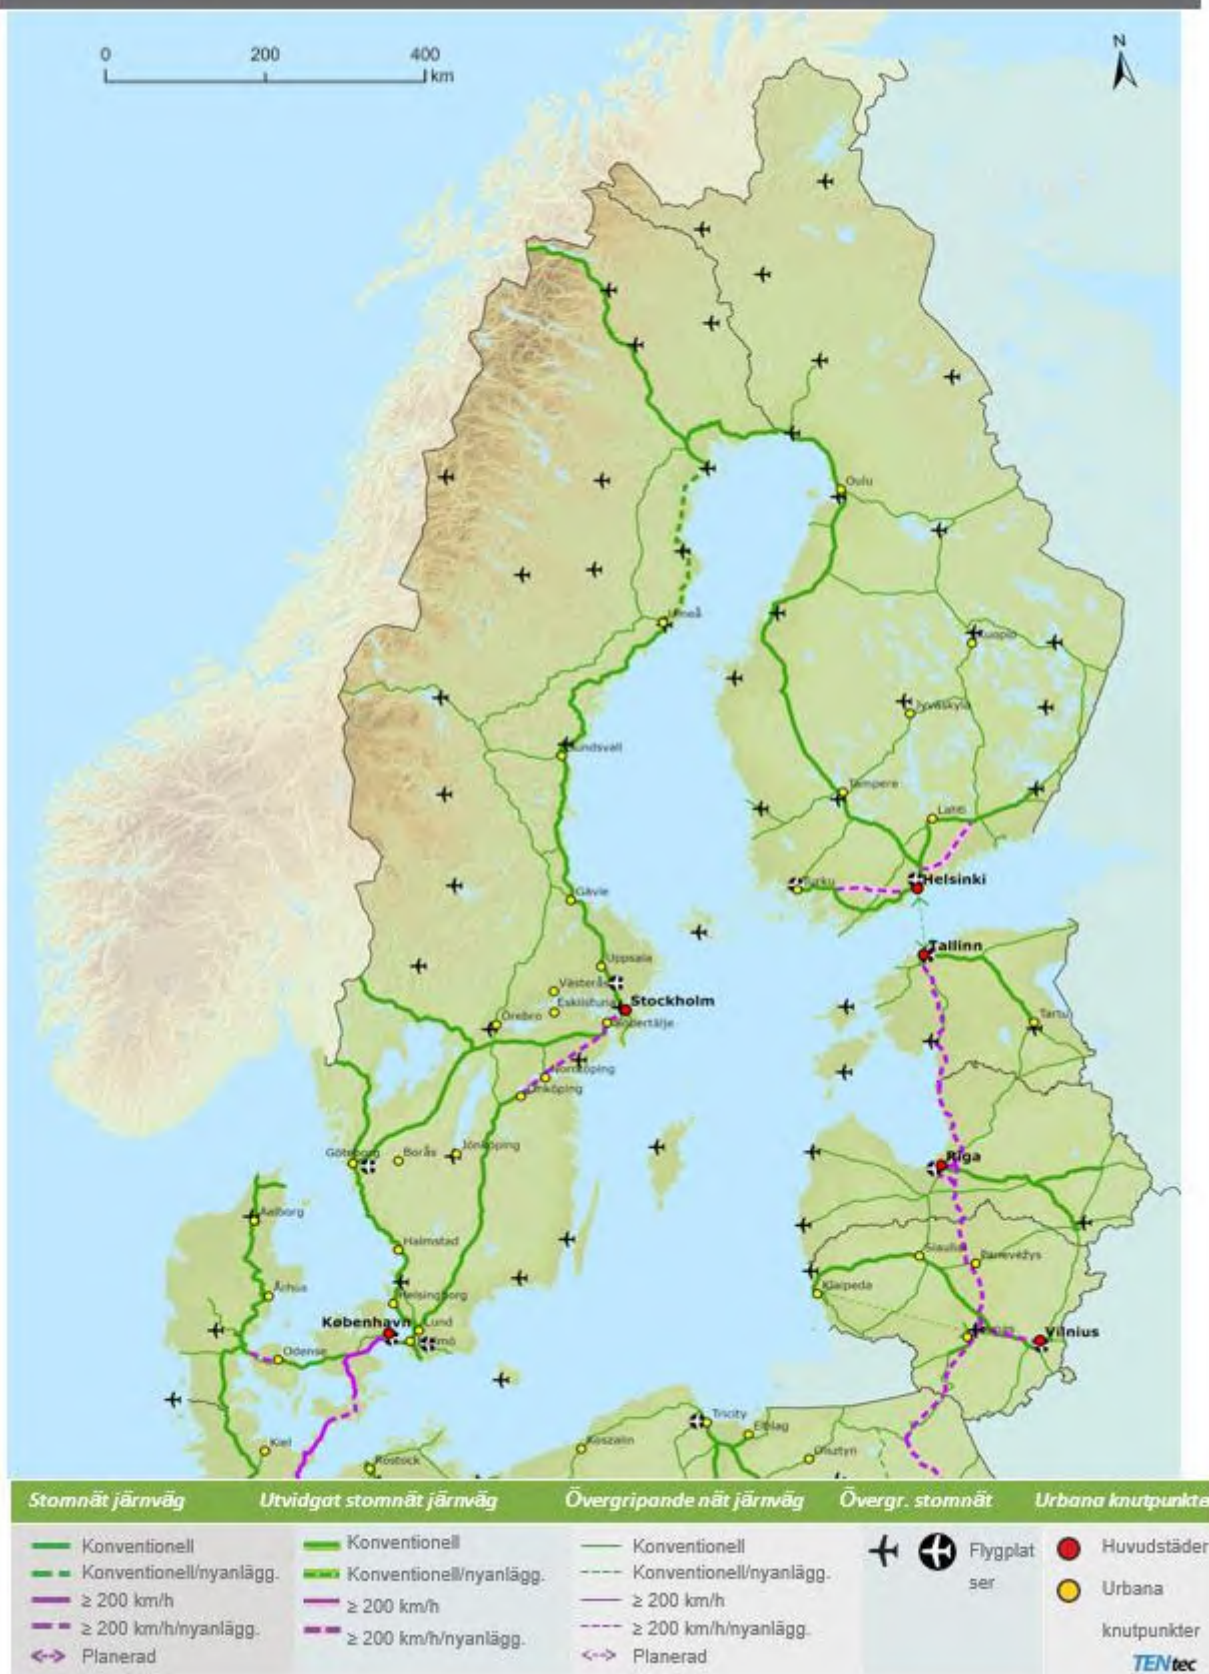 0 200 400
km
N
Oulu
Umeå
Kuopio
Jyväskylä
Sundsvall
Tampere
Lahti
Helsinki
Turku
Gävle
Tallinn
Uppsala
Västerås
Stockholm
Eskilstuna
Örebro
Södertälje
Tartu
Norrköping
Linköping
Göteborg
Borås
Jönköping
Riga
Aalborg
Halmstad
Siauliai
Panevėžys
Århus
Helsingborg
Klaipeda
København
Lund
Malmö
Vilnius
Odense
Tricity
Elblag
Kiel
Koszalin
Olsztyn
Rostock
Stomnät järnväg Utvidgat stomnät järnväg Övergripande nät järnväg Övergr. stomnät Urbana knutpunkte
Konventionell
Konventionell/nyanlägg.
≥ 200 km/h
≥ 200 km/h/nyanlägg.
Planerad
Konventionell
Konventionell/nyanlägg.
≥ 200 km/h
≥ 200 km/h/nyanlägg.
Konventionell
Konventionell/nyanlägg.
≥ 200 km/h
≥ 200 km/h/nyanlägg.
Planerad
Flygplat
ser
Huvudstäder
Urbana
knutpunkter
TENtec